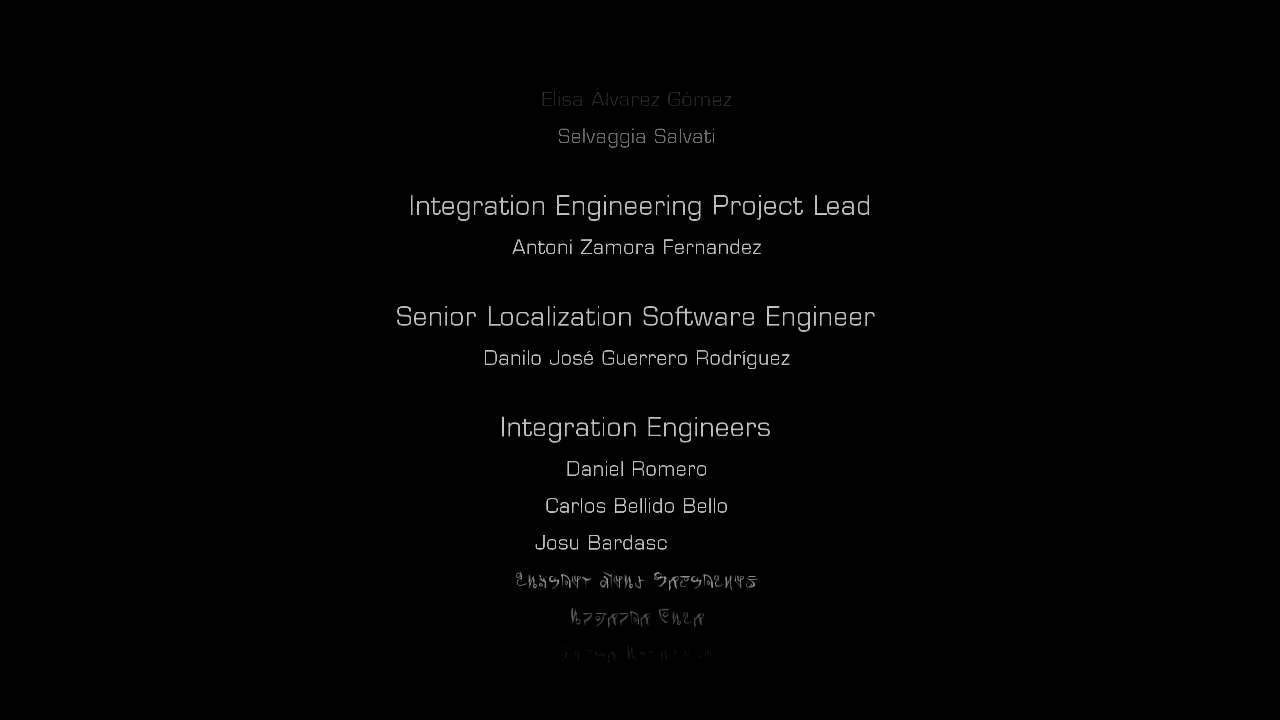 Elisa Álvarez Gómez
Selvaggia Salvati
Integration Engineering Project Lead
Antoni Zamora Fernandez
Senior Localization Software Engineer
Danilo José Guerrero Rodríguez
Integration Engineers
Daniel Romero
Carlos Bellido Bello
Josu Bardasc